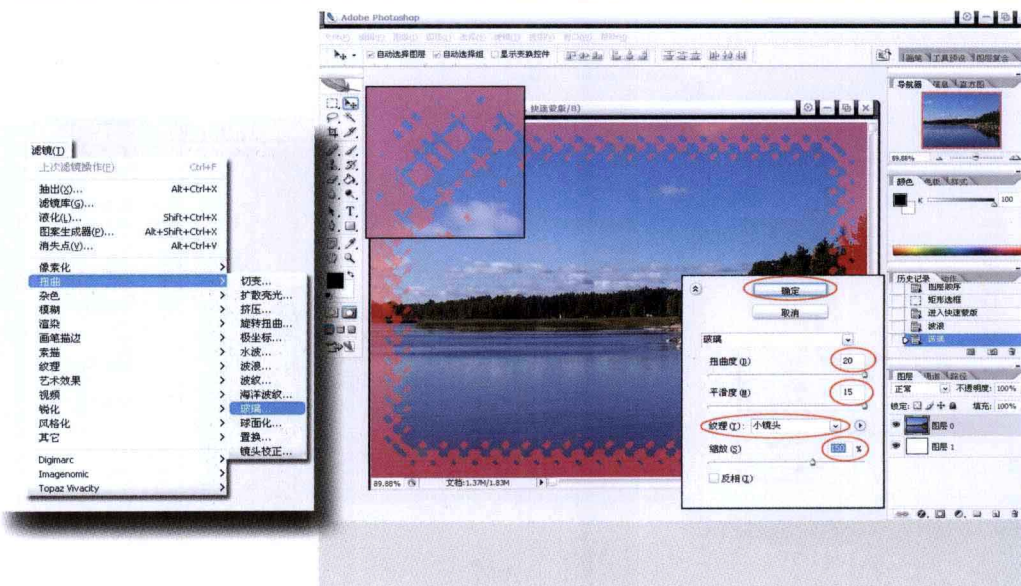 滤镜(T)
上次滤镜操作(F) Ctrl+F
抽出(X)... Alt+Ctrl+X
滤镜库(G)...
液化(L)... Shift+Ctrl+X
图案生成器(P)... Alt+Shift+Ctrl+X
消失点(V)... Alt+Ctrl+V
像素化
扭曲
杂色
模糊
渲染
画笔描边
素描
纹理
艺术效果
视频
锐化
风格化
其它
Digimarc
Imagenomic
Topaz Vivacity
切变...
扩散亮光...
挤压...
旋转扭曲...
极坐标...
水波...
波浪...
波纹...
海洋波纹...
玻璃...
球面化...
置换...
镜头校正...
Adobe Photoshop
自动选择图层 自动选择组 显示变换控件
画笔 工具预设 图层复合
快速蒙版/8)
确定
取消
玻璃
扭曲度(D) 20
平滑度(M) 15
纹理(T): 小镜头
缩放(S) 150 %
反相(I)
89.88% 文档:1.37M/1.83M
导航器 信息 直方图
89.88%
颜色 色板 样式
K 100
历史记录 动作
图层顺序
矩形选框
进入快速蒙版
波浪
玻璃
图层 通道 路径
正常 不透明度: 100%
锁定: 填充: 100%
图层 0
图层 1